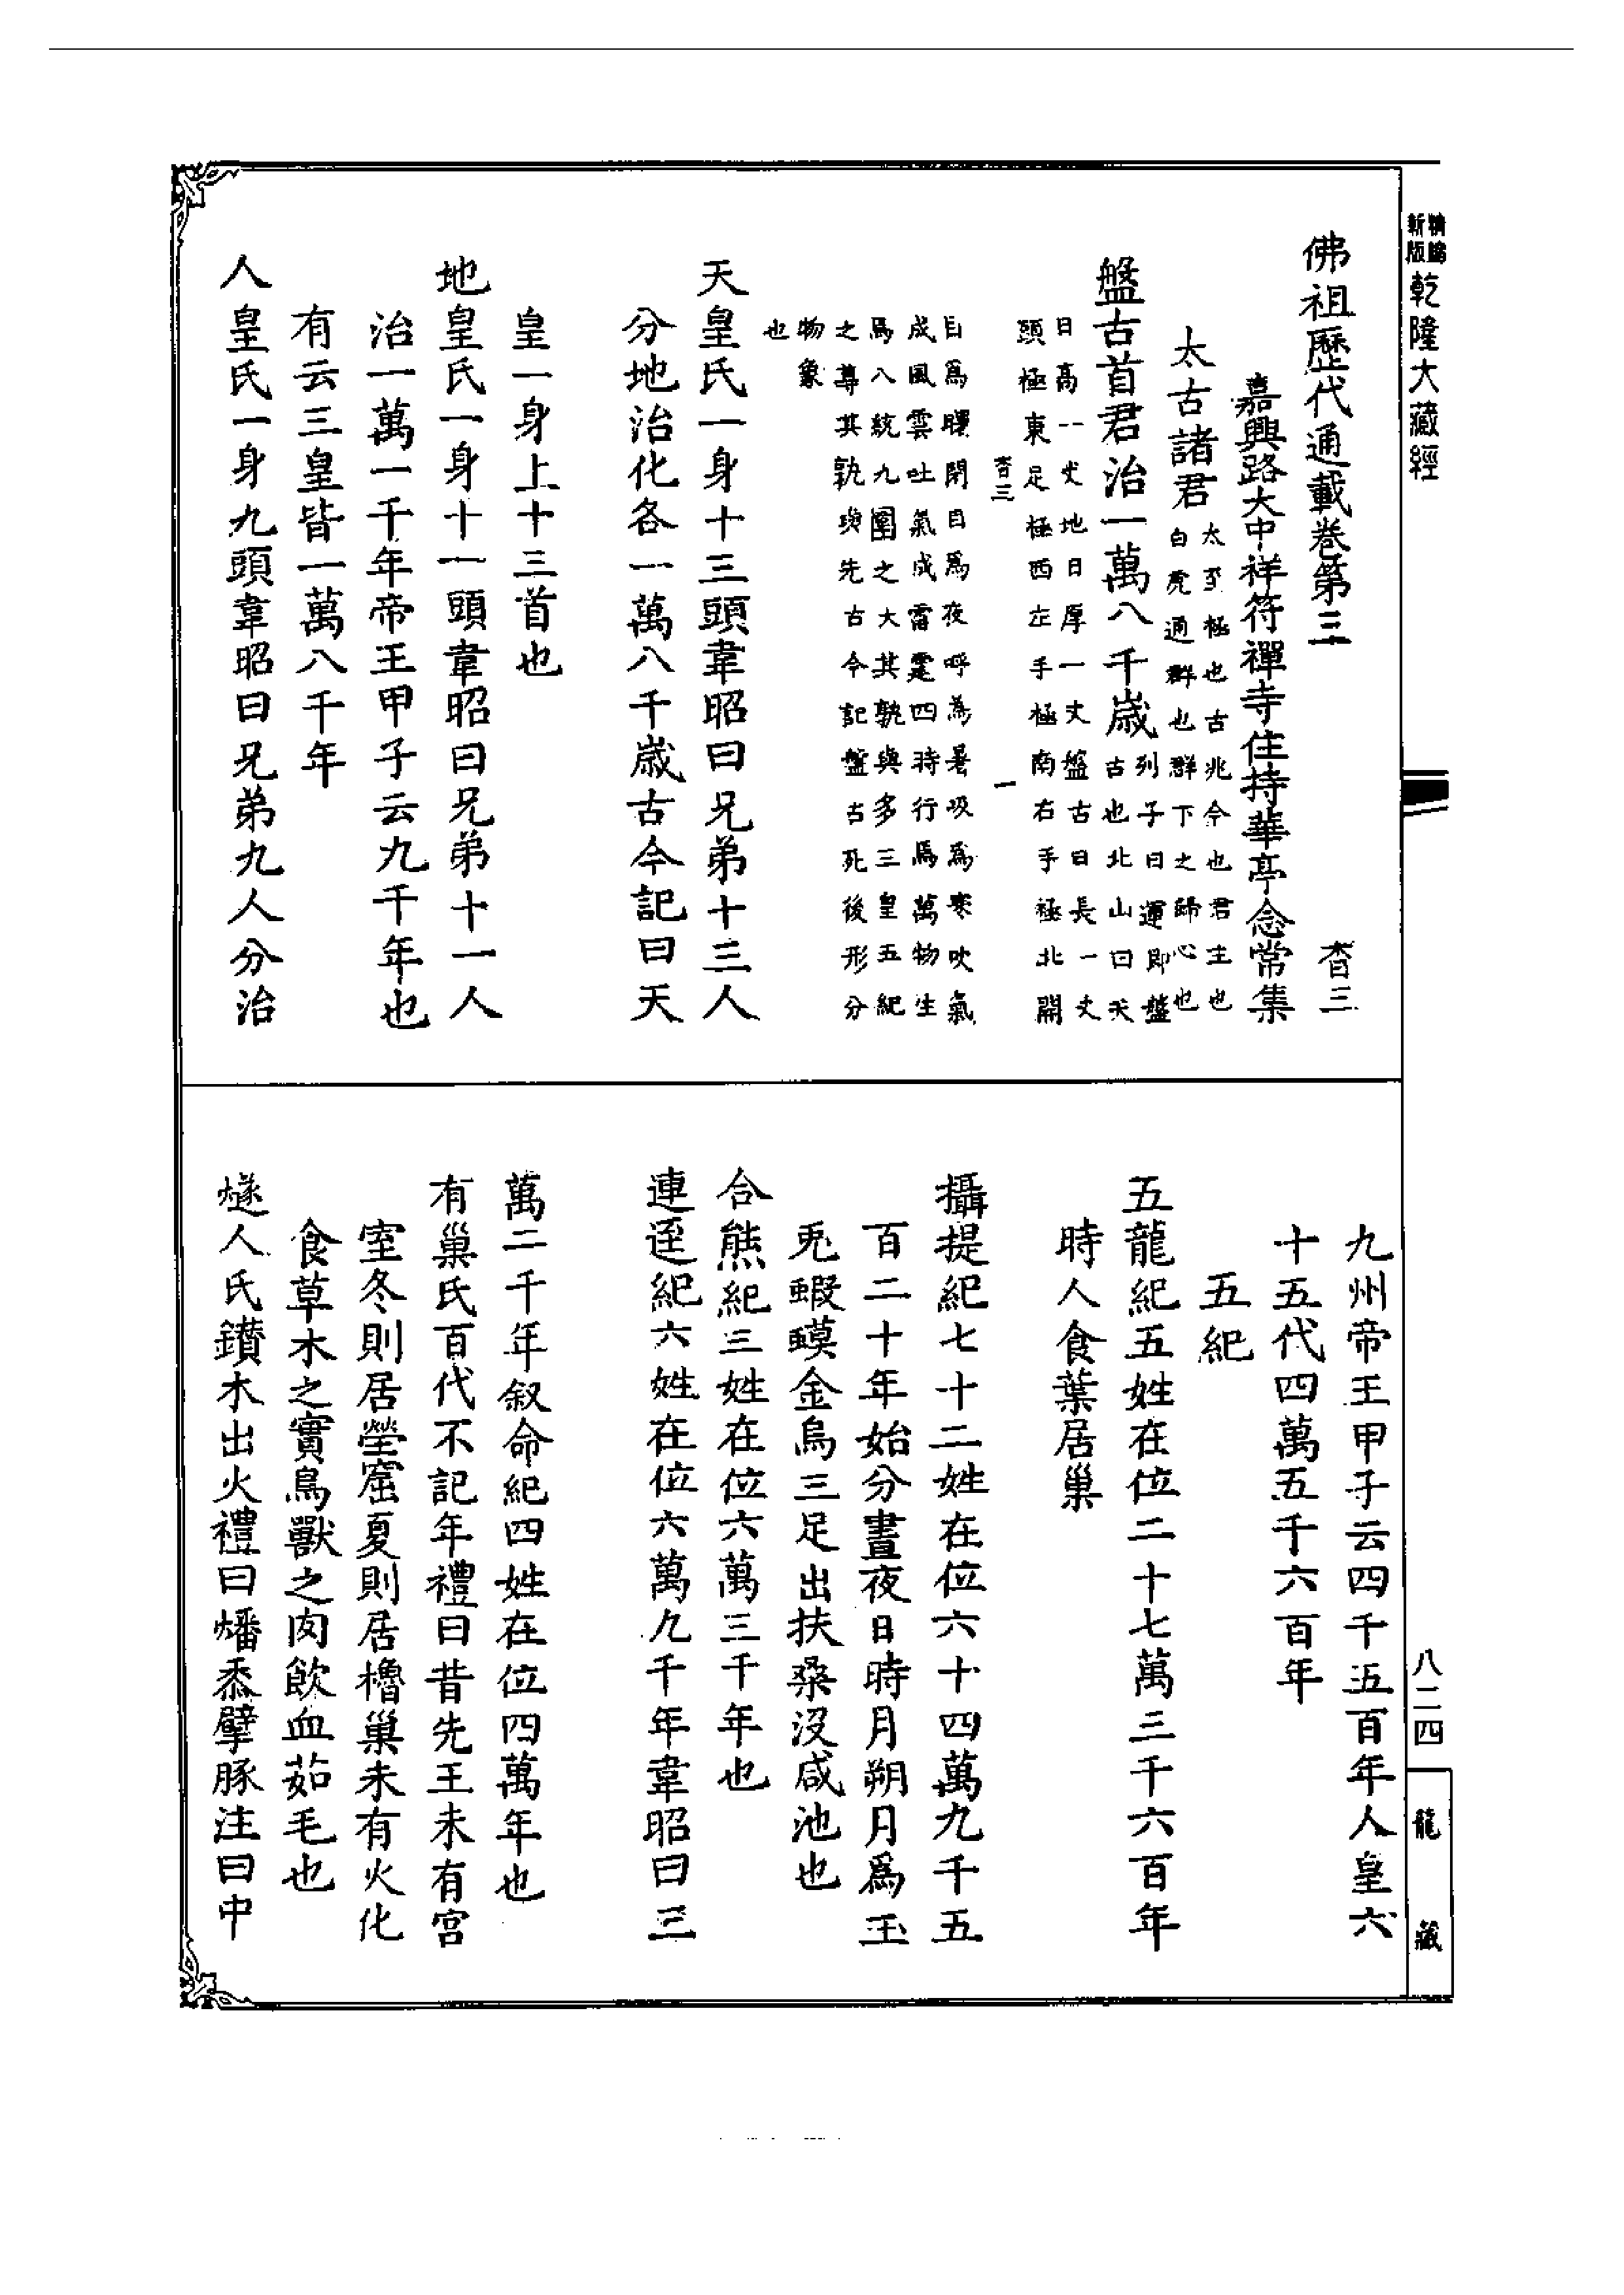 精編
新版
乾隆大藏經
佛祖歷代通載卷第三 杳三
嘉興路大中祥符禪寺住持華亭念常集
太古諸君
太至極也古兆今也君主也
白虎通群也群下之歸心也
盤古首君治一萬八千歲
列子曰運即盤
古也北山曰天
日高一丈地日厚一丈盤古日長一丈
頭極東足極西左手極南右手極北開
杳三 一
目爲曙閉目爲夜呼為暑吸爲寒吹氣
成風雲吐氣成雷霆四時行焉萬物生
焉八紘九圍之大其孰與多三皇五紀
之尊其孰與先古今記盤古死後形分
物象
也
天皇氏一身十三頭韋昭曰兄弟十三人
分地治化各一萬八千歲古今記曰天
皇一身上十三首也
地皇氏一身十一頭韋昭曰兄弟十一人
治一萬一千年帝王甲子云九千年也
有云三皇皆一萬八千年
人皇氏一身九頭韋昭曰兄弟九人分治
九州帝王甲子云四千五百年人皇六
十五代四萬五千六百年
五紀
五龍紀五姓在位二十七萬三千六百年
時人食葉居巢
攝提紀七十二姓在位六十四萬九千五
百二十年始分晝夜日時月朔月爲玉
兎蝦蟆金烏三足出扶桑沒咸池也
合熊紀三姓在位六萬三千年也
連逕紀六姓在位六萬九千年韋昭曰三
萬二千年叙命紀四姓在位四萬年也
有巢氏百代不記年禮曰昔先王未有宫
室冬則居塋窟夏則居櫓巢未有火化
食草木之實鳥獸之肉飲血茹毛也
燧人氏鑚木出火禮曰燔黍擘豚注曰中
八二四
龍藏